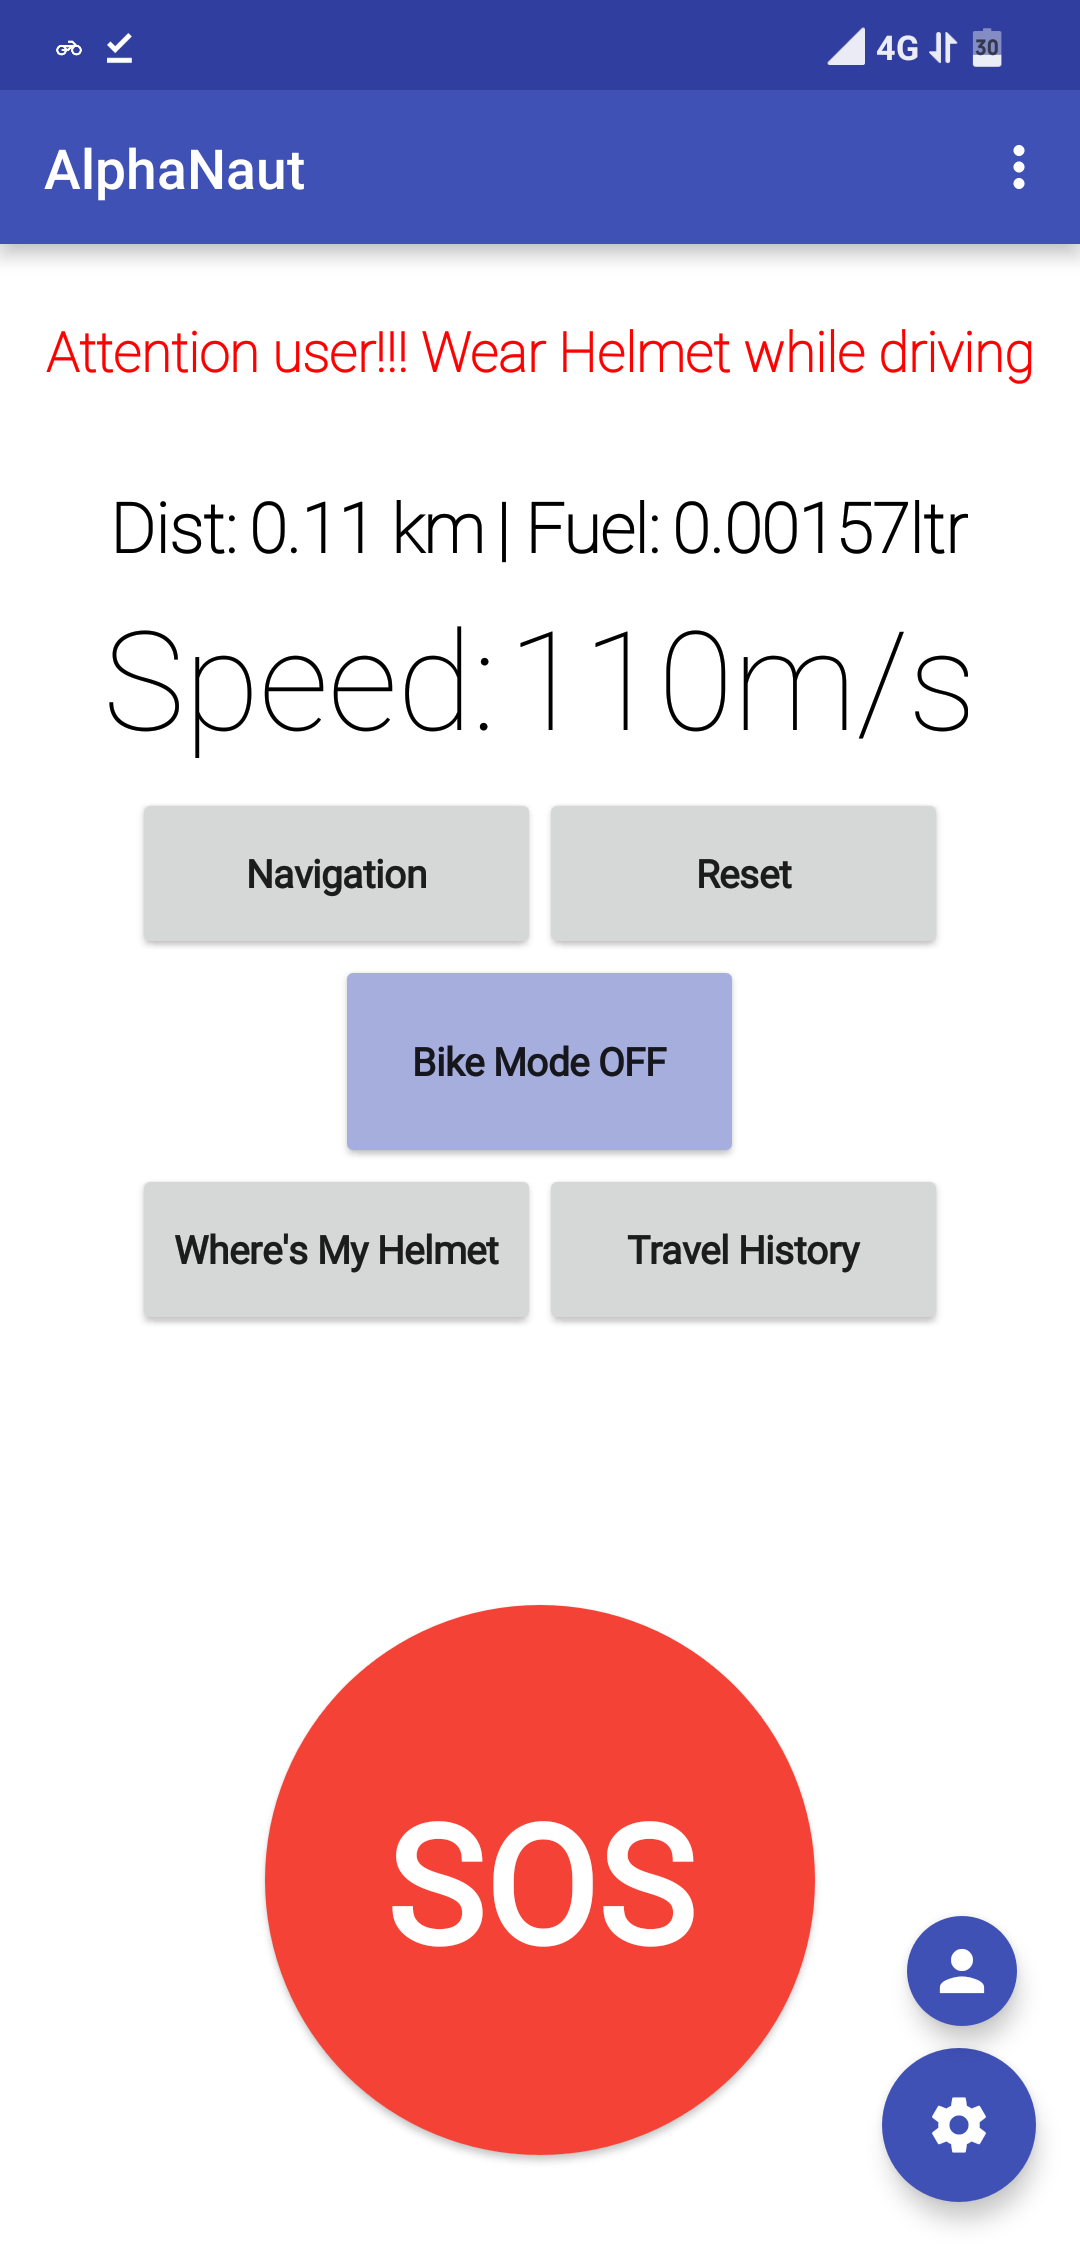 4G 30
AlphaNaut
Attention user!!! Wear Helmet while driving
Dist: 0.11 km | Fuel: 0.00157ltr
Speed: 110m/s
Navigation Reset
Bike Mode OFF
Where's My Helmet Travel History
SOS